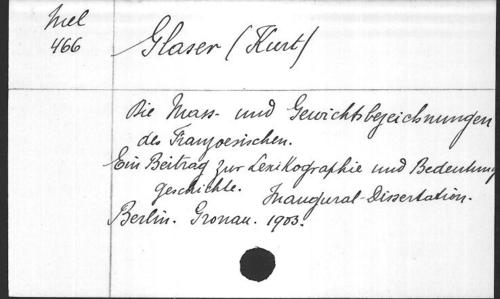 Mel
466
Glaser (Kurt)
Die Mass- und Gewichtsbezeichnungen
des Franzoesischen.
Ein Beitrag zur Lexikographie und Bedeutung
geschichte. Inaugural-Dissertation.
Berlin. Gronau. 1903.